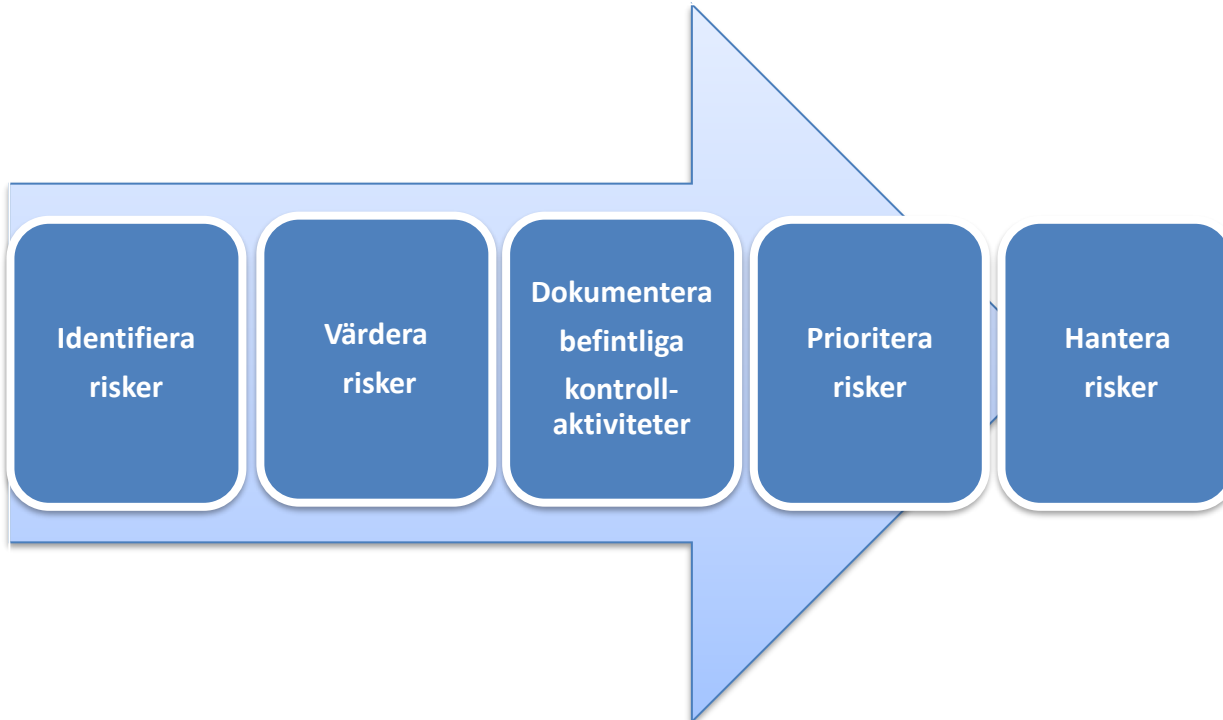 Identifiera
risker
Värdera
risker
Dokumentera
befintliga
kontroll-
aktiviteter
Prioritera
risker
Hantera
risker